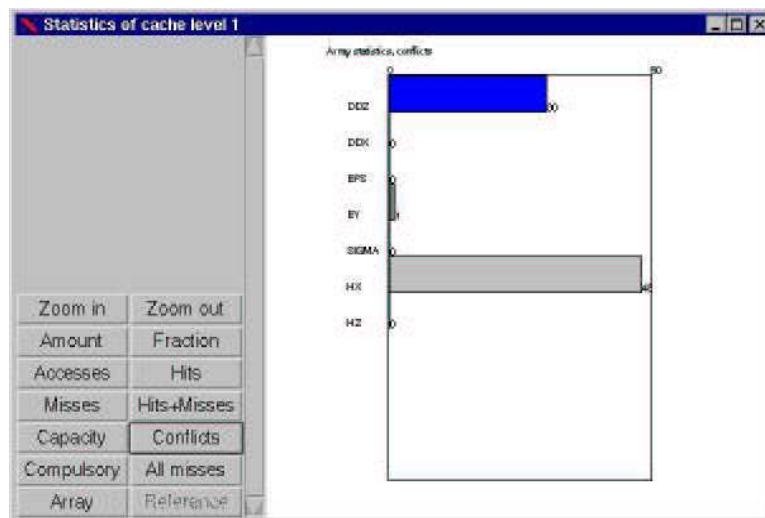 Statistics of cache level 1
Array statistics, conflicts
0 50
DDZ 30
DDX 0
EPS 0
EY 1
SIGMA 0
HX 48
HZ 0
Zoom in Zoom out
Amount Fraction
Accesses Hits
Misses Hits+Misses
Capacity Conflicts
Compulsory All misses
Array Reference